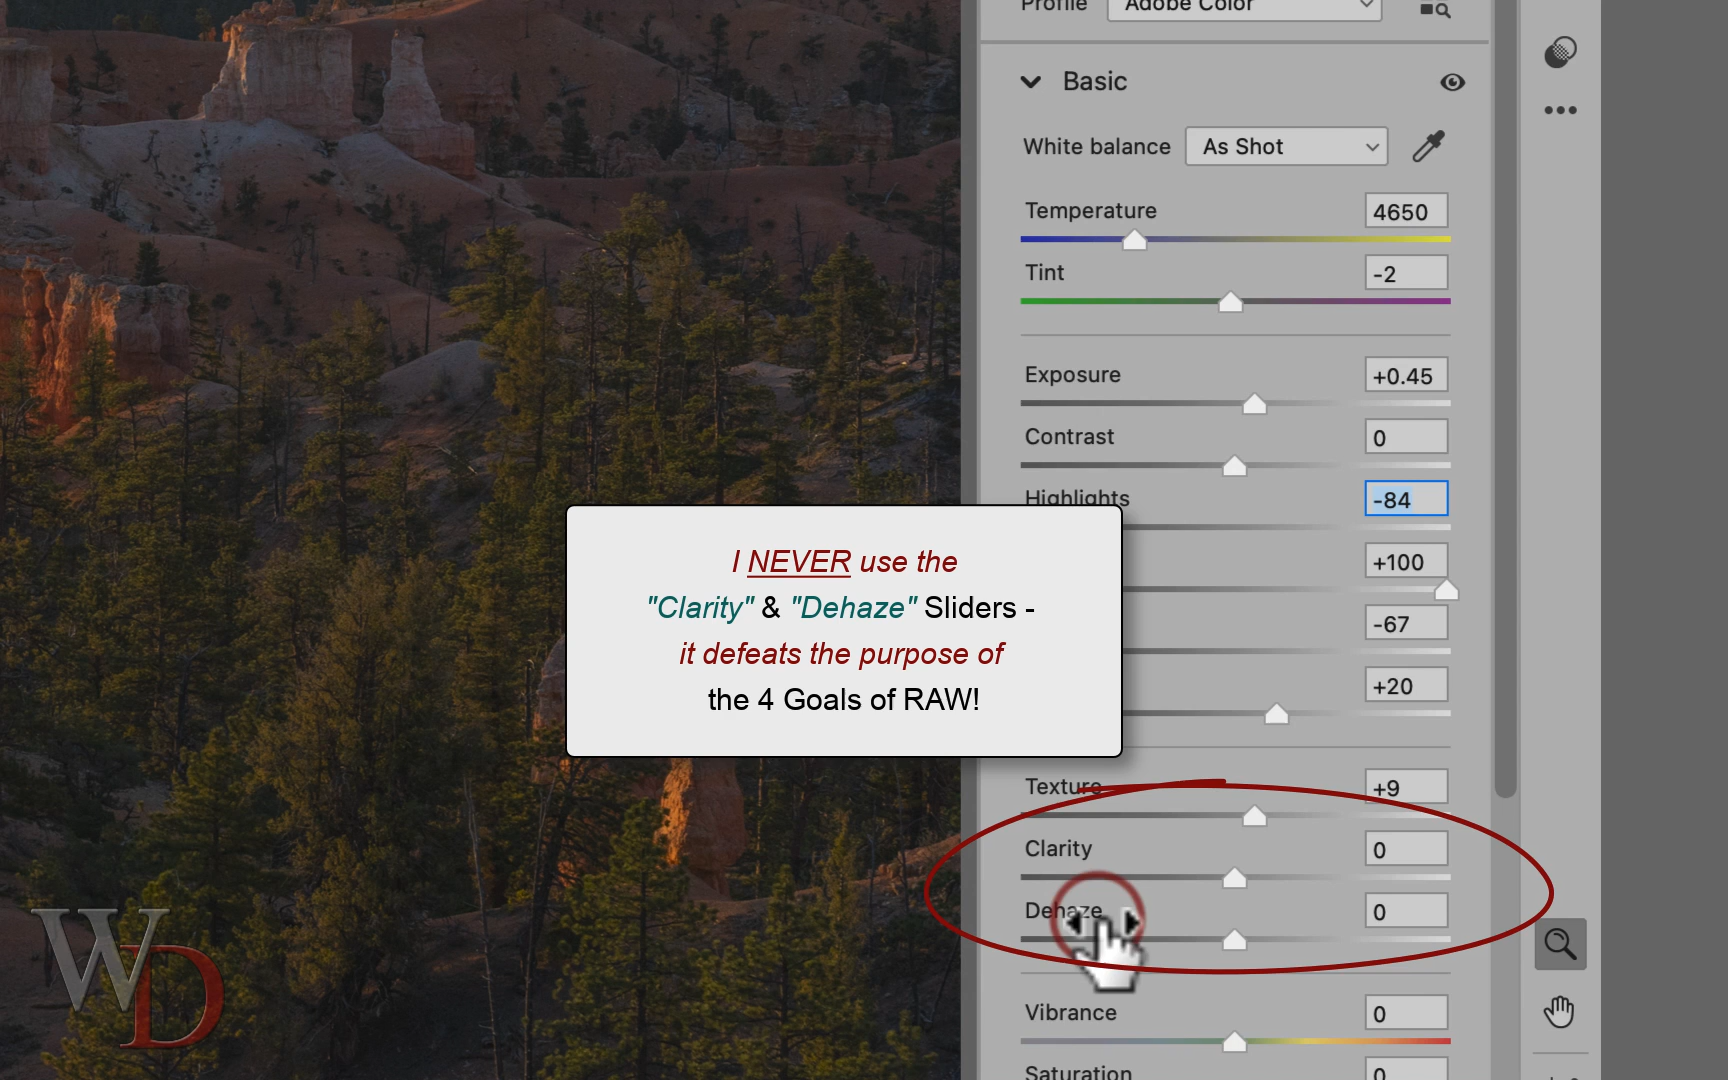 Profile
Adobe Color
Basic
White balance
As Shot
Temperature
4650
Tint
-2
Exposure
+0.45
Contrast
0
Highlights
-84
+100
-67
+20
I NEVER use the
"Clarity" & "Dehaze" Sliders -
it defeats the purpose of
the 4 Goals of RAW!
Texture
+9
Clarity
0
Dehaze
0
Vibrance
0
Saturation
0
WD